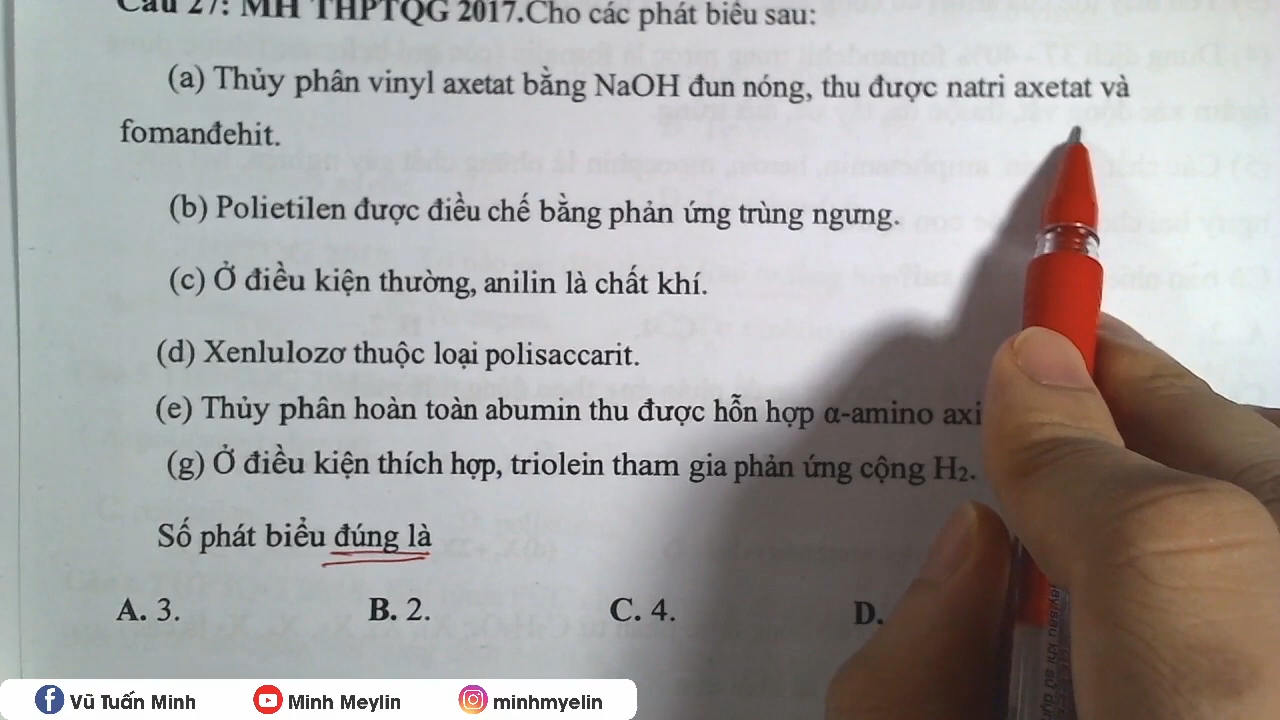 Câu 27: MH THPTQG 2017.Cho các phát biểu sau:
(a) Thủy phân vinyl axetat bằng NaOH đun nóng, thu được natri axetat và
fomanđehit.
(b) Polietilen được điều chế bằng phản ứng trùng ngưng.
(c) Ở điều kiện thường, anilin là chất khí.
(d) Xenlulozơ thuộc loại polisaccarit.
(e) Thủy phân hoàn toàn abumin thu được hỗn hợp α-amino axi
(g) Ở điều kiện thích hợp, triolein tham gia phản ứng cộng H₂.
Số phát biểu đúng là
A. 3. B. 2. C. 4. D.
Vũ Tuấn Minh Minh Meylin minhmyelin